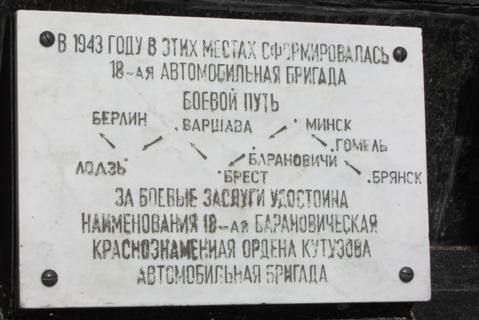 В 1943 ГОДУ В ЭТИХ МЕСТАХ СФОРМИРОВАЛАСЬ
18-АЯ АВТОМОБИЛЬНАЯ БРИГАДА
БОЕВОЙ ПУТЬ
БЕРЛИН ВАРШАВА МИНСК
ГОМЕЛЬ
ЛОДЗЬ БАРАНОВИЧИ
БРЕСТ БРЯНСК
ЗА БОЕВЫЕ ЗАСЛУГИ УДОСТОИНА
НАИМЕНОВАНИЯ 18-АЯ БАРАНОВИЧЕСКАЯ
КРАСНОЗНАМЕННАЯ ОРДЕНА КУТУЗОВА
АВТОМОБИЛЬНАЯ БРИГАДА